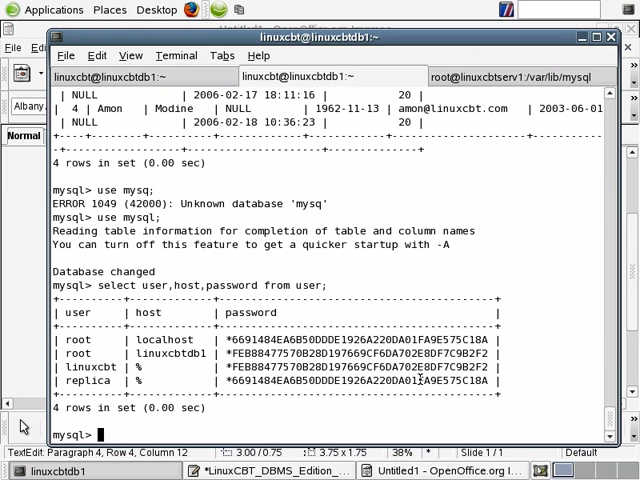 Applications Places Desktop
Untitled1 - OpenOffice.org Impress
linuxcbt@linuxcbtdb1:~
File Edit View Terminal Tabs Help
linuxcbt@linuxcbtdb1:~ linuxcbt@linuxcbtdb1:~ root@linuxcbtserv1:/var/lib/mysql
Albany
Normal
| NULL | 2006-02-17 18:11:16 | 20 |
| 4 | Amon | Modine | NULL | 1962-11-13 | amon@linuxcbt.com | 2003-06-01
| NULL | 2006-02-18 10:36:23 | 20 |
4 rows in set (0.00 sec)
mysql> use mysq;
ERROR 1049 (42000): Unknown database 'mysq'
mysql> use mysql;
Reading table information for completion of table and column names
You can turn off this feature to get a quicker startup with -A
Database changed
mysql> select user,host,password from user;
| user | host | password |
| root | localhost | *6691484EA6B50DDDE1926A220DA01FA9E575C18A |
| root | linuxcbtdb1 | *FEB88477570B28D197669CF6DA702E8DF7C9B2F2 |
| linuxcbt | % | *FEB88477570B28D197669CF6DA702E8DF7C9B2F2 |
| replica | % | *6691484EA6B50DDDE1926A220DA01FA9E575C18A |
4 rows in set (0.00 sec)
mysql>
TextEdit: Paragraph 4, Row 4, Column 12 3.00 / 0.75 3.75 x 1.75 38% * Slide 1 / 1 Default
linuxcbtdb1 *LinuxCBT_DBMS_Edition_... Untitled1 - OpenOffice.org I...